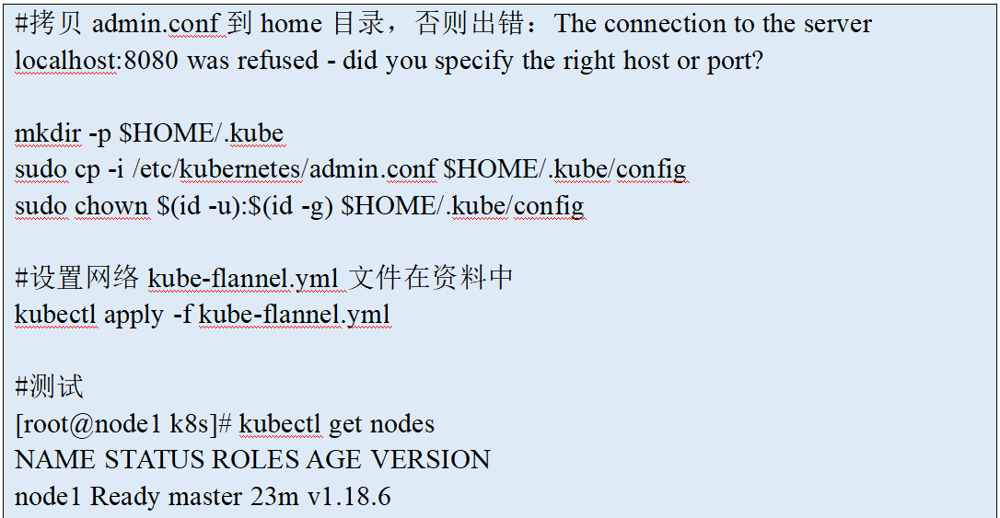 #拷贝 admin.conf 到 home 目录，否则出错：The connection to the server
localhost:8080 was refused - did you specify the right host or port?
mkdir -p $HOME/.kube
sudo cp -i /etc/kubernetes/admin.conf $HOME/.kube/config
sudo chown $(id -u):$(id -g) $HOME/.kube/config
#设置网络 kube-flannel.yml 文件在资料中
kubectl apply -f kube-flannel.yml
#测试
[root@node1 k8s]# kubectl get nodes
NAME STATUS ROLES AGE VERSION
node1 Ready master 23m v1.18.6